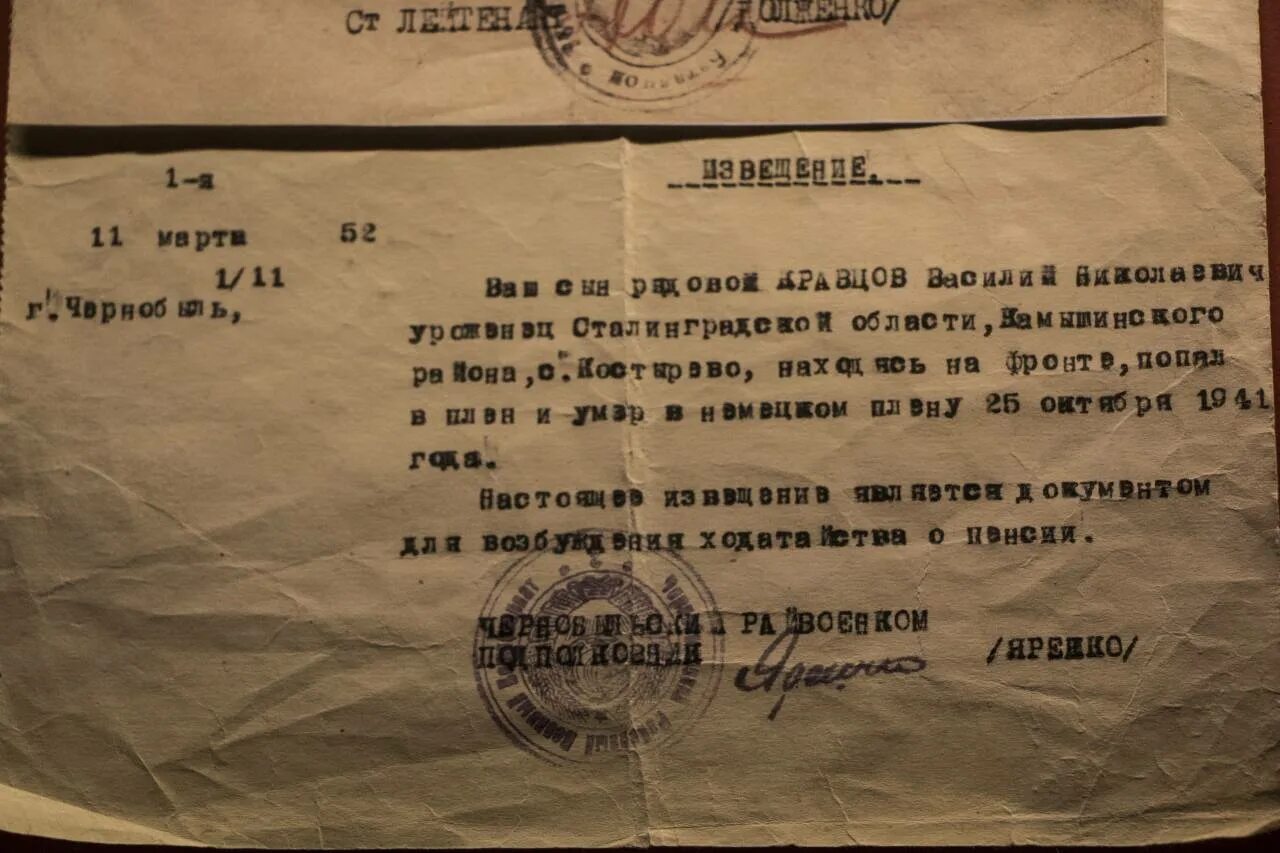 Ст ЛЕЙТЕНА
/ДОЛЖЕНКО/
1-я
11 марта 52
1/11
г.Чернобыль,
ИЗВЕЩЕНИЕ.
Ваш сын рядовой КРАВЦОВ Василий Николаевич
уроженец Сталинградской области,Камышинского
района,с.Костырево, находясь на Фронте,попал
в плен и умер в немецком плену 25 октября 1941
года.
Настоящее извещение является документом
для возбуждения ходатайства о пенсии.
ЧЕРНОБЫЛЬСКИЙ РАЙВОЕНКОМ
ПОДПОЛКОВНИК
/ЯРЕШКО/